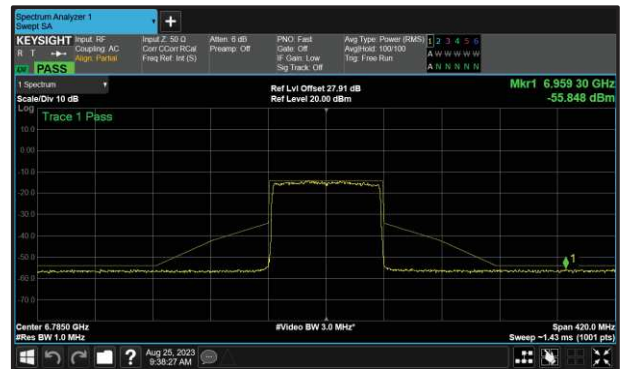 Spectrum Analyzer 1
Swept SA
KEYSIGHT
R T
PASS
Input: RF
Coupling: AC
Align: Partial
Input Z: 50 Ω
Corr CCorr RCal
Freq Ref: Int (S)
Atten: 6 dB
Preamp: Off
PNO: Fast
Gate: Off
IF Gain: Low
Sig Track: Off
Avg Type: Power (RMS)
Avg|Hold: 100/100
Trig: Free Run
1 2 3 4 5 6
A W W W W W
A N N N N N
1 Spectrum
Scale/Div 10 dB
Ref Lvl Offset 27.91 dB
Ref Level 20.00 dBm
Mkr1 6.959 30 GHz
-55.848 dBm
Log
Trace 1 Pass
10.0
0.00
-10.0
-20.0
-30.0
-40.0
-50.0
-60.0
-70.0
1
Center 6.7850 GHz
#Res BW 1.0 MHz
#Video BW 3.0 MHz*
Span 420.0 MHz
Sweep ~1.43 ms (1001 pts)
Aug 25, 2023
9:38:27 AM